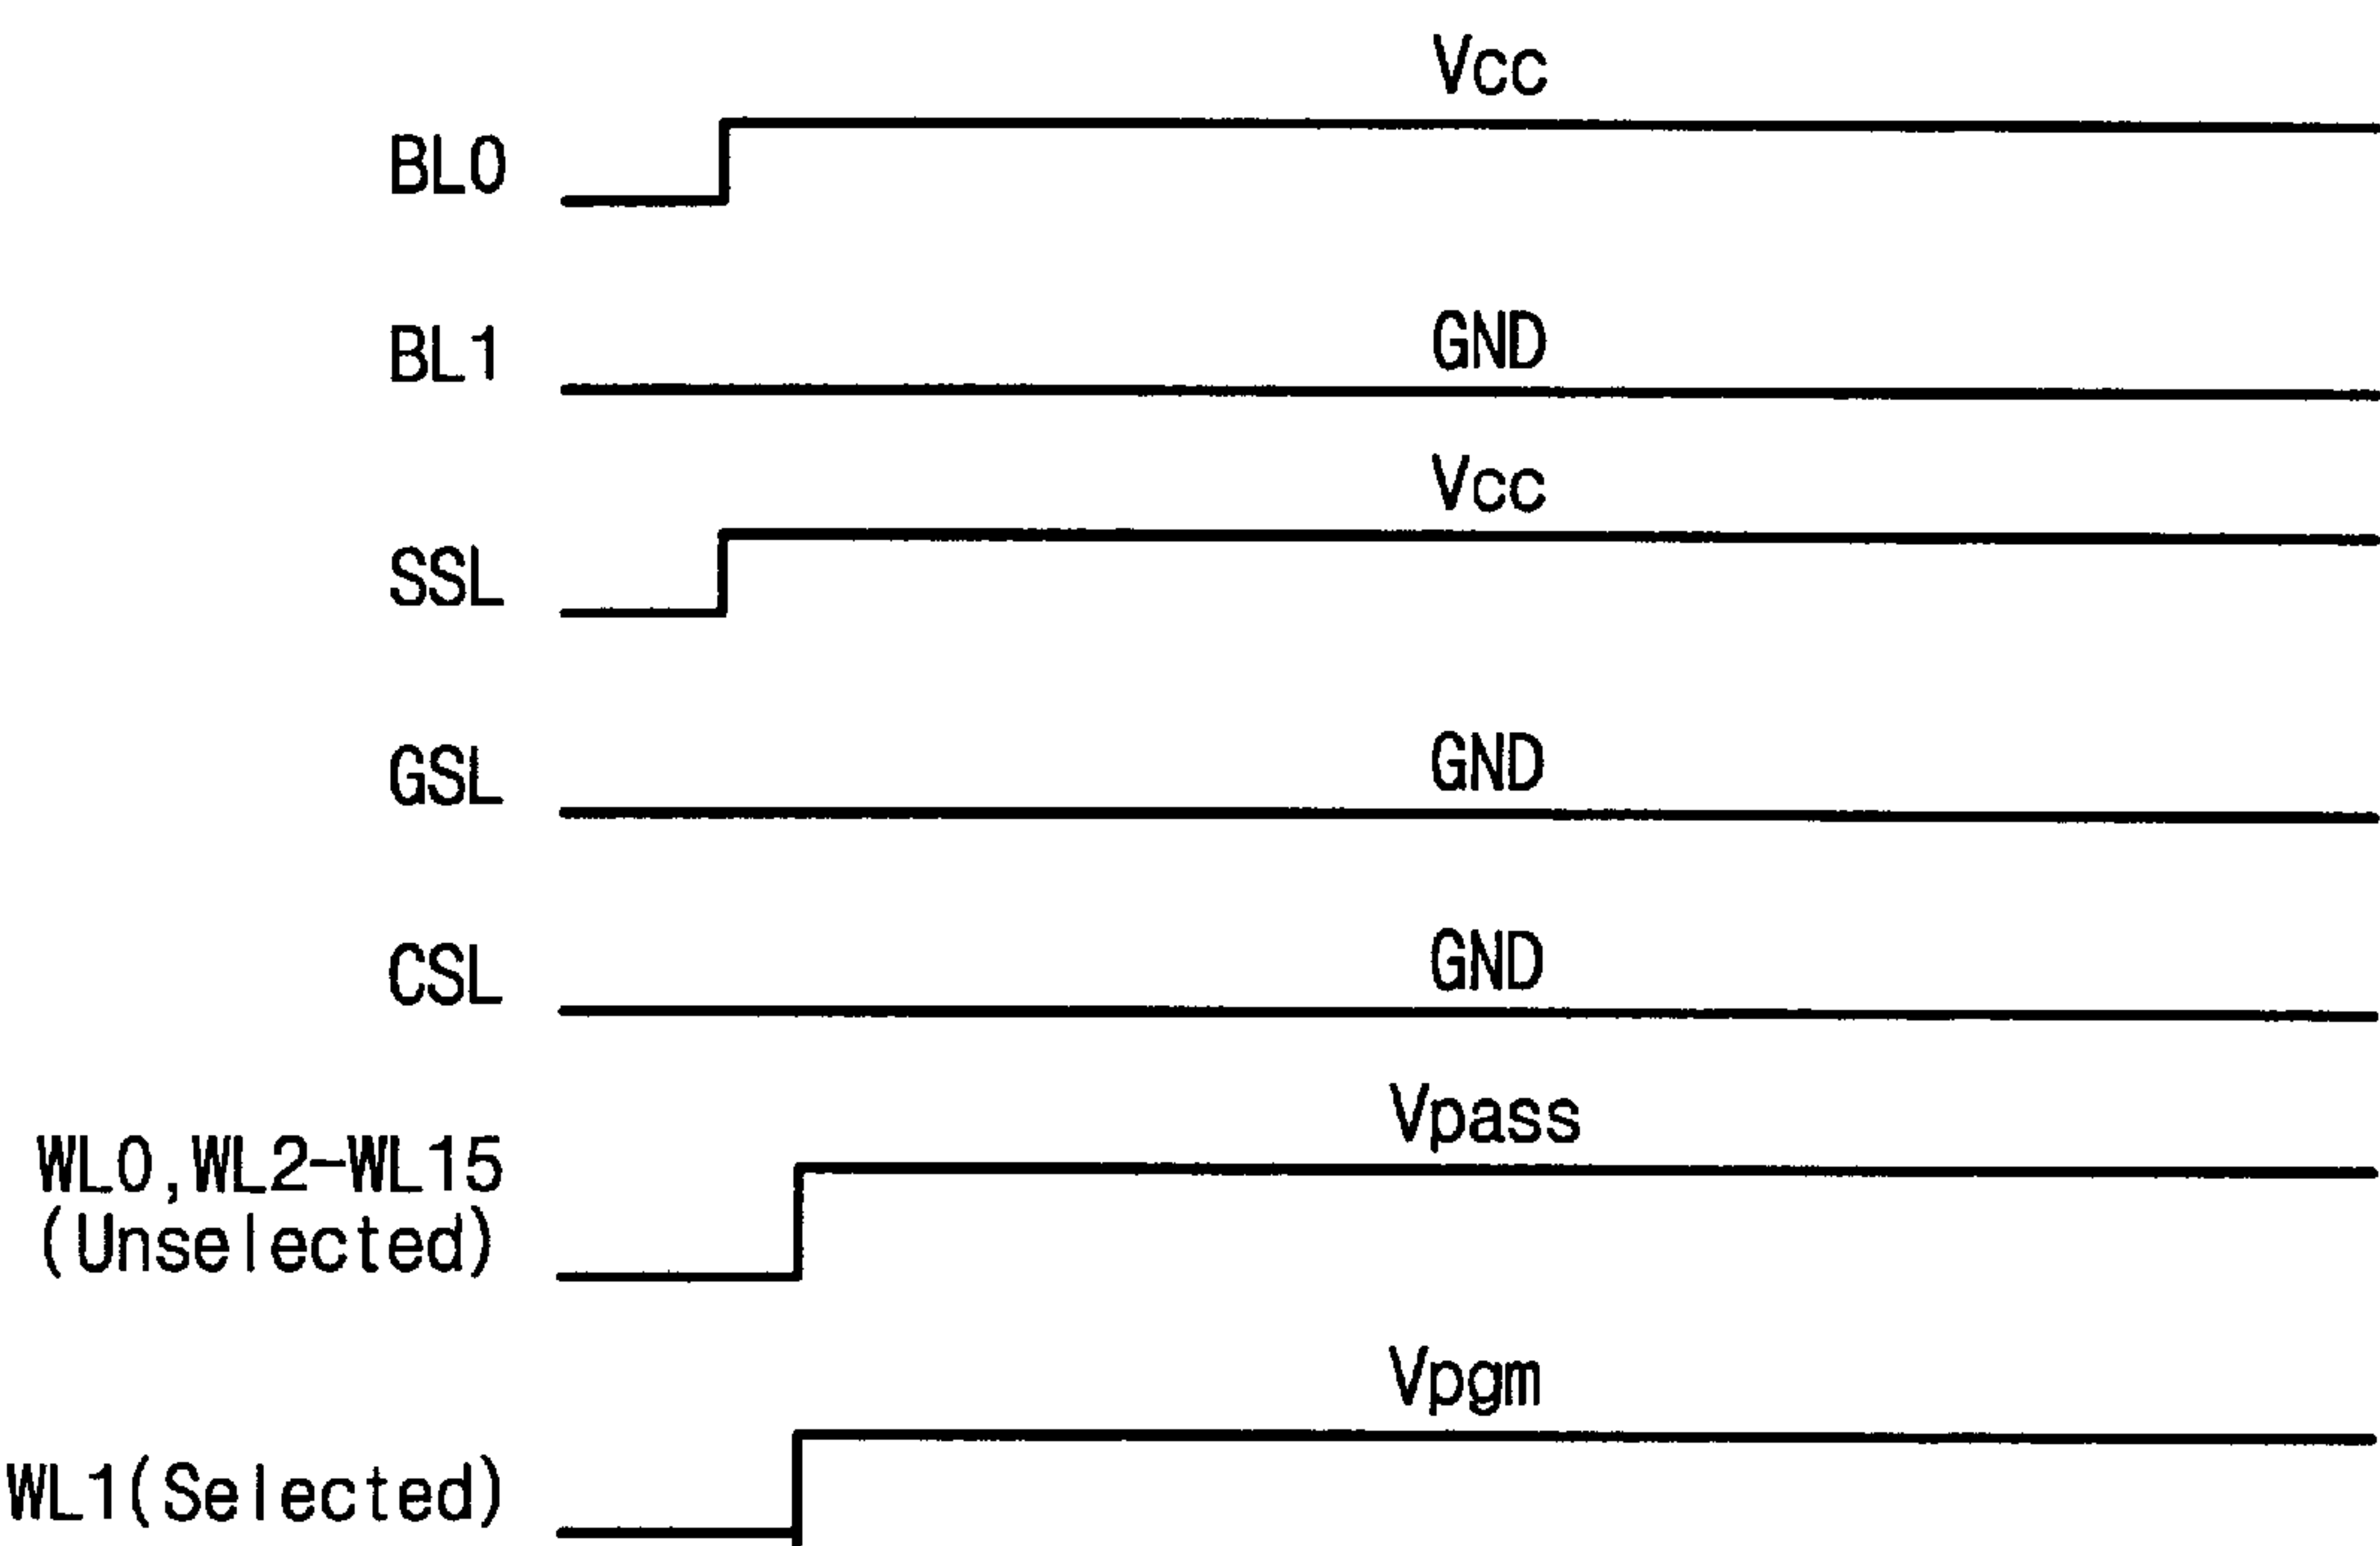 Vcc
BL0
GND
BL1
Vcc
SSL
GND
GSL
GND
CSL
Vpass
WL0,WL2-WL15
(Unselected)
Vpgm
WL1(Selected)